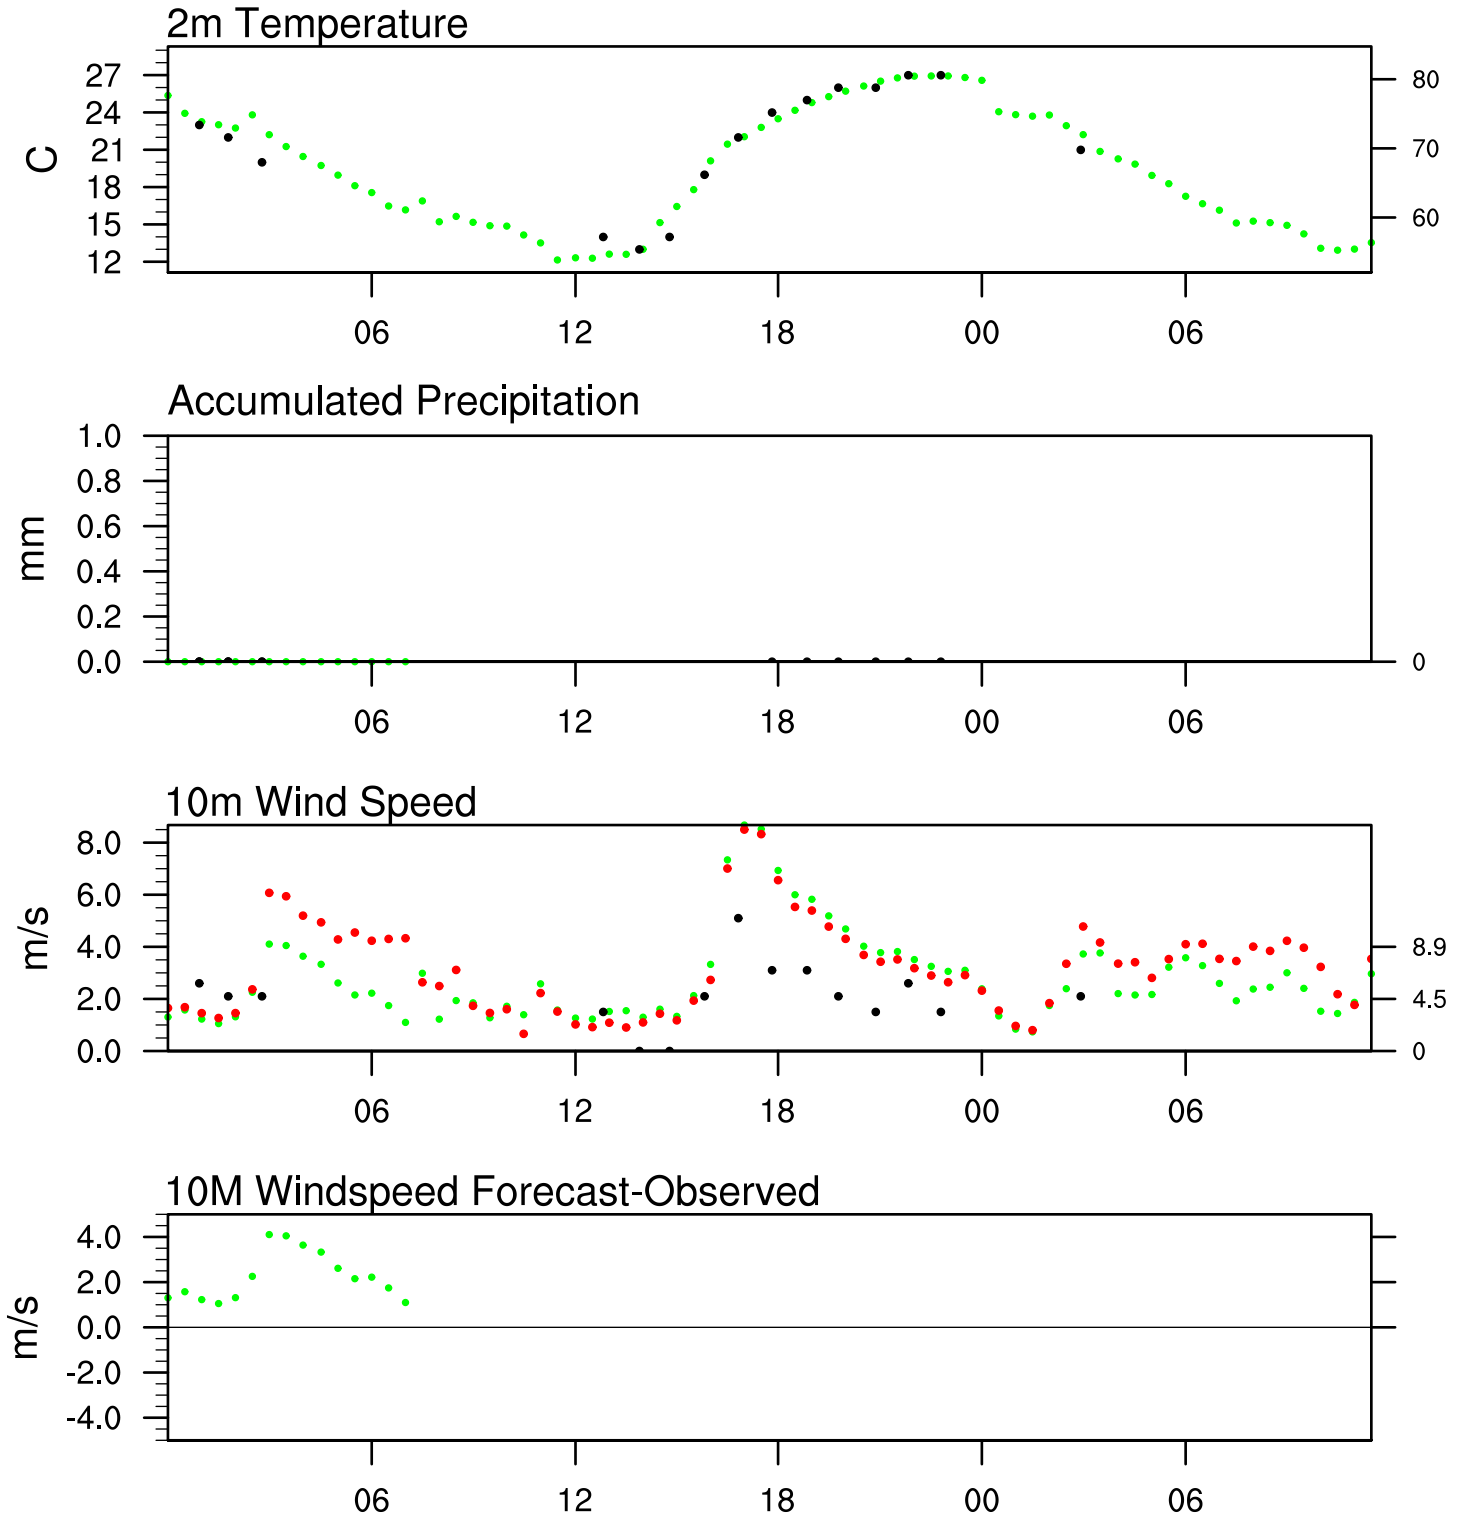 2m Temperature
27
24
21
18
15
12
C
80
70
60
06 12 18 00 06
Accumulated Precipitation
1.0
0.8
0.6
0.4
0.2
0.0
mm
0
06 12 18 00 06
10m Wind Speed
8.0
6.0
4.0
2.0
0.0
m/s
8.9
4.5
0
06 12 18 00 06
10M Windspeed Forecast-Observed
4.0
2.0
0.0
-2.0
-4.0
m/s
06 12 18 00 06